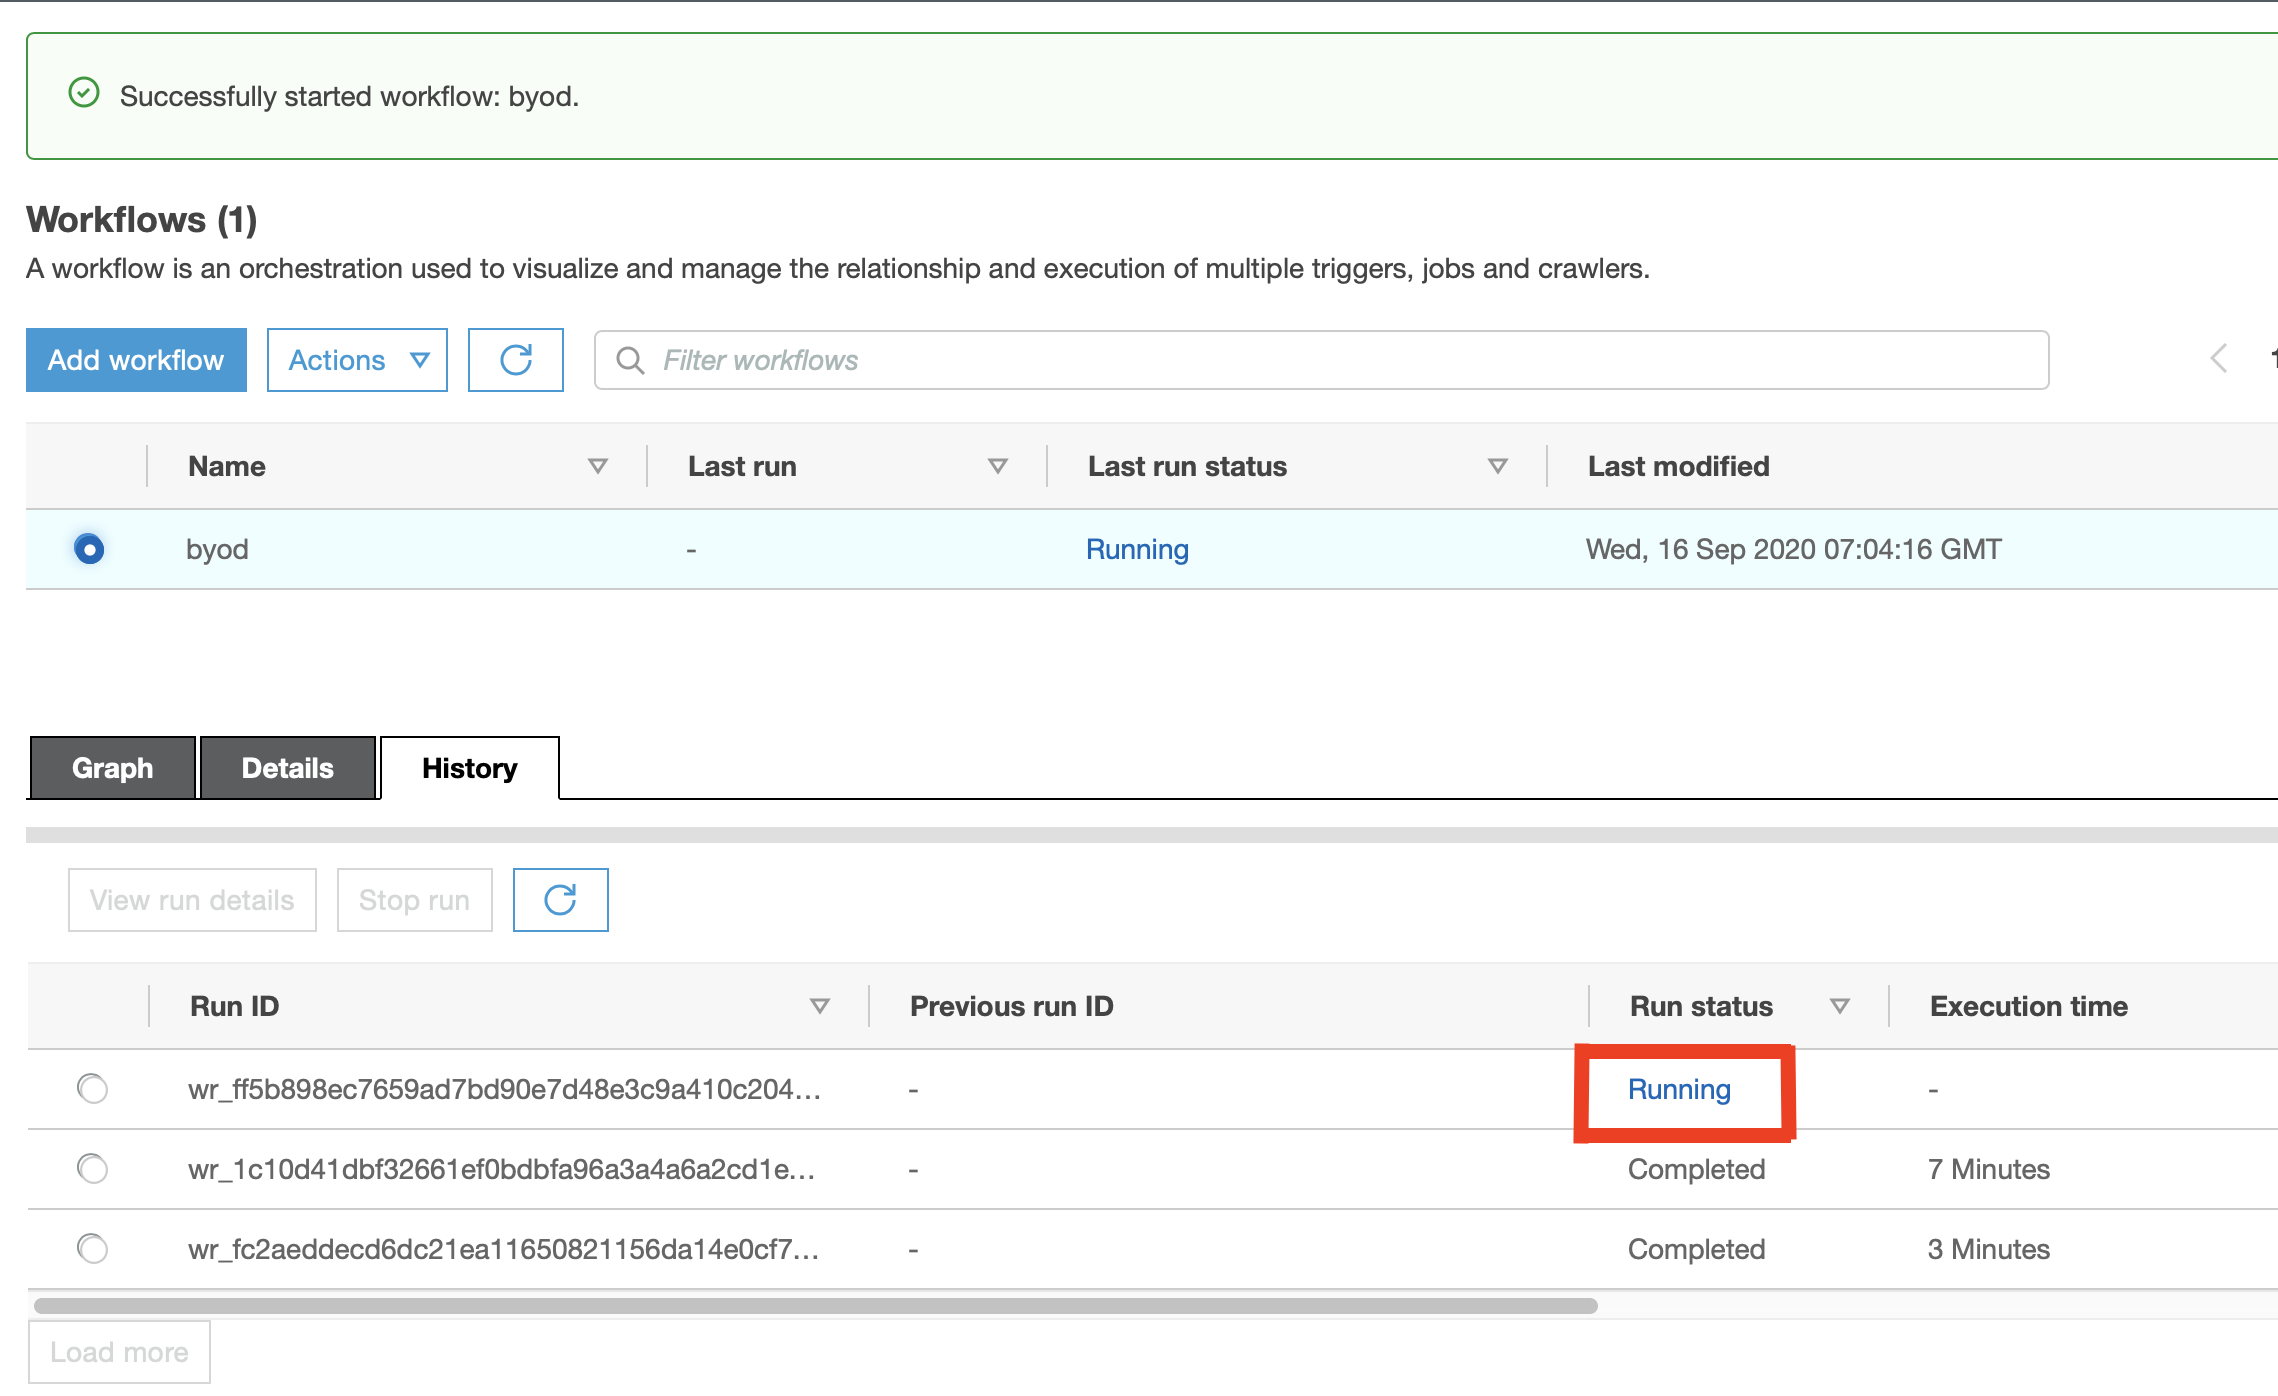 Successfully started workflow: byod.
Workflows (1)
A workflow is an orchestration used to visualize and manage the relationship and execution of multiple triggers, jobs and crawlers.
Add workflow Actions Filter workflows
Name Last run Last run status Last modified
byod - Running Wed, 16 Sep 2020 07:04:16 GMT
Graph Details History
View run details Stop run
Run ID Previous run ID Run status Execution time
wr_ff5b898ec7659ad7bd90e7d48e3c9a410c204... - Running -
wr_1c10d41dbf32661ef0bdbfa96a3a4a6a2cd1e... - Completed 7 Minutes
wr_fc2aeddecd6dc21ea11650821156da14e0cf7... - Completed 3 Minutes
Load more